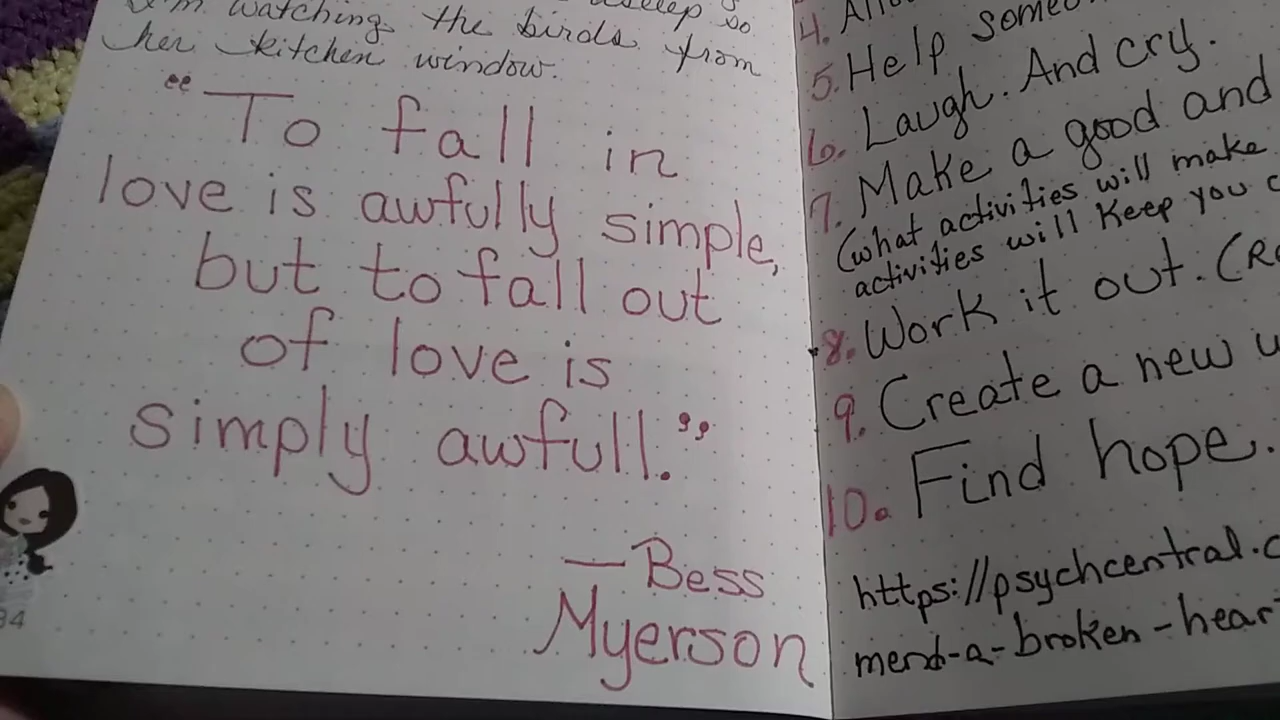 I'm watching the birds from
her kitchen window.
"To fall in
love is awfully simple,
but to fall out
of love is
simply awfull."
— Bess
Myerson
4.
5. Help
6. Laugh. And cry.
7. Make a good and
(what activities will make
activities will keep you
8. Work it out. (
9. Create a new
10. Find hope.
https://psychcentral.c
mend-a-broken-hear